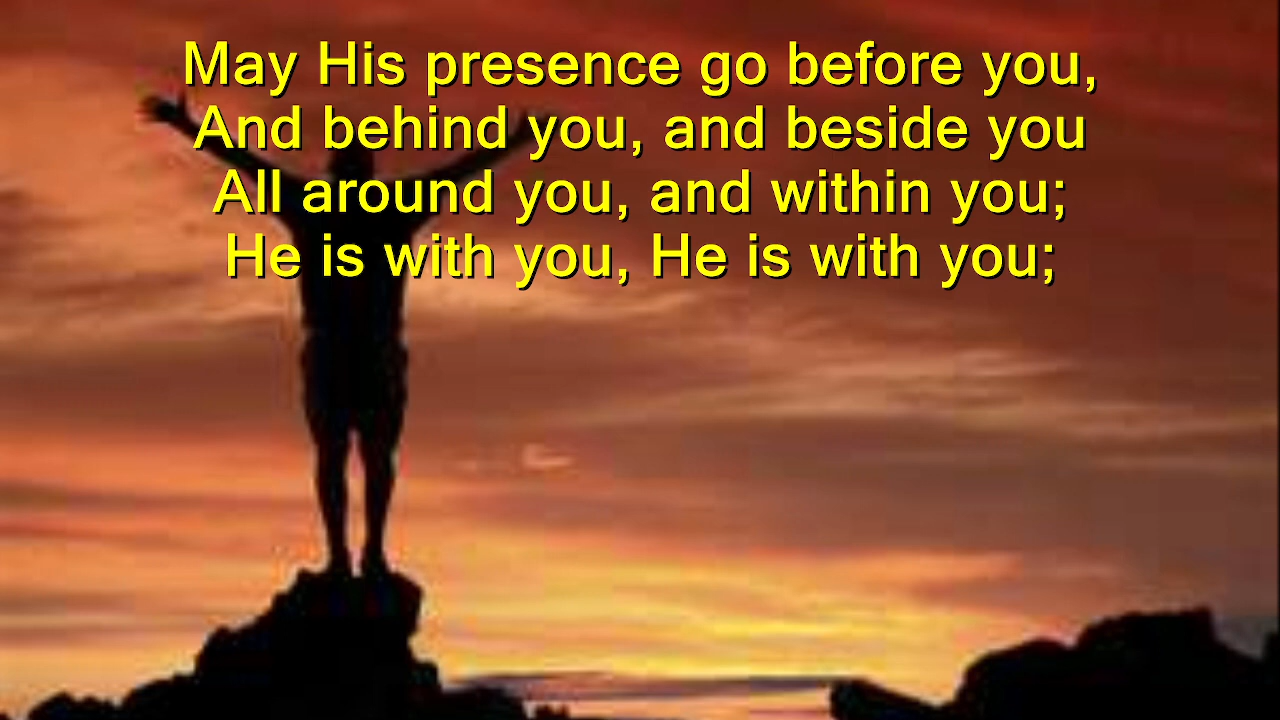 May His presence go before you,
And behind you, and beside you
All around you, and within you;
He is with you, He is with you;